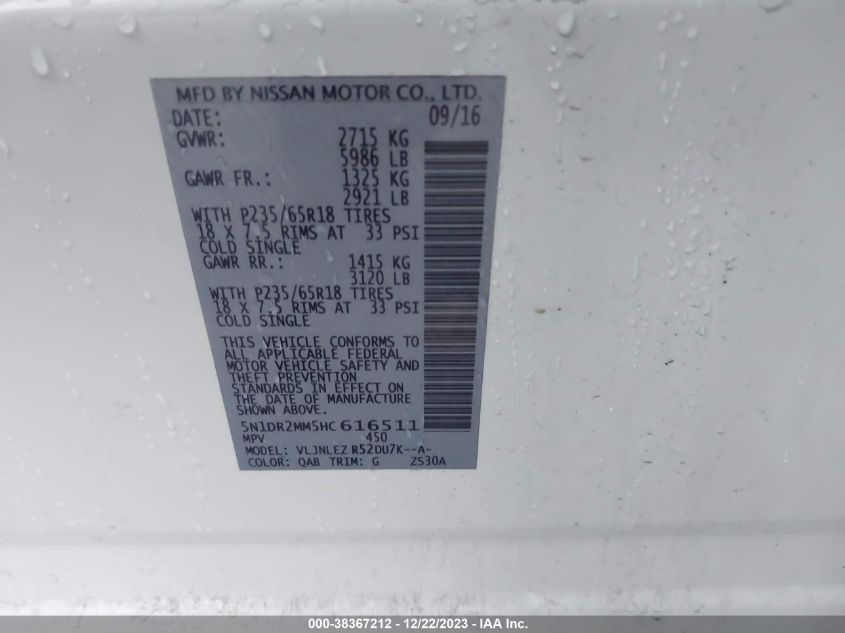 MFD BY NISSAN MOTOR CO., LTD.
DATE: 09/16
GVWR: 2715 KG
5986 LB
GAWR FR.: 1325 KG
2921 LB
WITH P235/65R18 TIRES
18 X 7.5 RIMS AT 33 PSI
COLD SINGLE
GAWR RR.: 1415 KG
3120 LB
WITH P235/65R18 TIRES
18 X 7.5 RIMS AT 33 PSI
COLD SINGLE
THIS VEHICLE CONFORMS TO
ALL APPLICABLE FEDERAL
MOTOR VEHICLE SAFETY AND
THEFT PREVENTION
STANDARDS IN EFFECT ON
THE DATE OF MANUFACTURE
SHOWN ABOVE.
5N1DR2MM5HC616511
MPV 450
MODEL: VLJNLEZ R52DU7K--A-
COLOR: QAB TRIM: G ZS30A
000-38367212 - 12/22/2023 - IAA Inc.